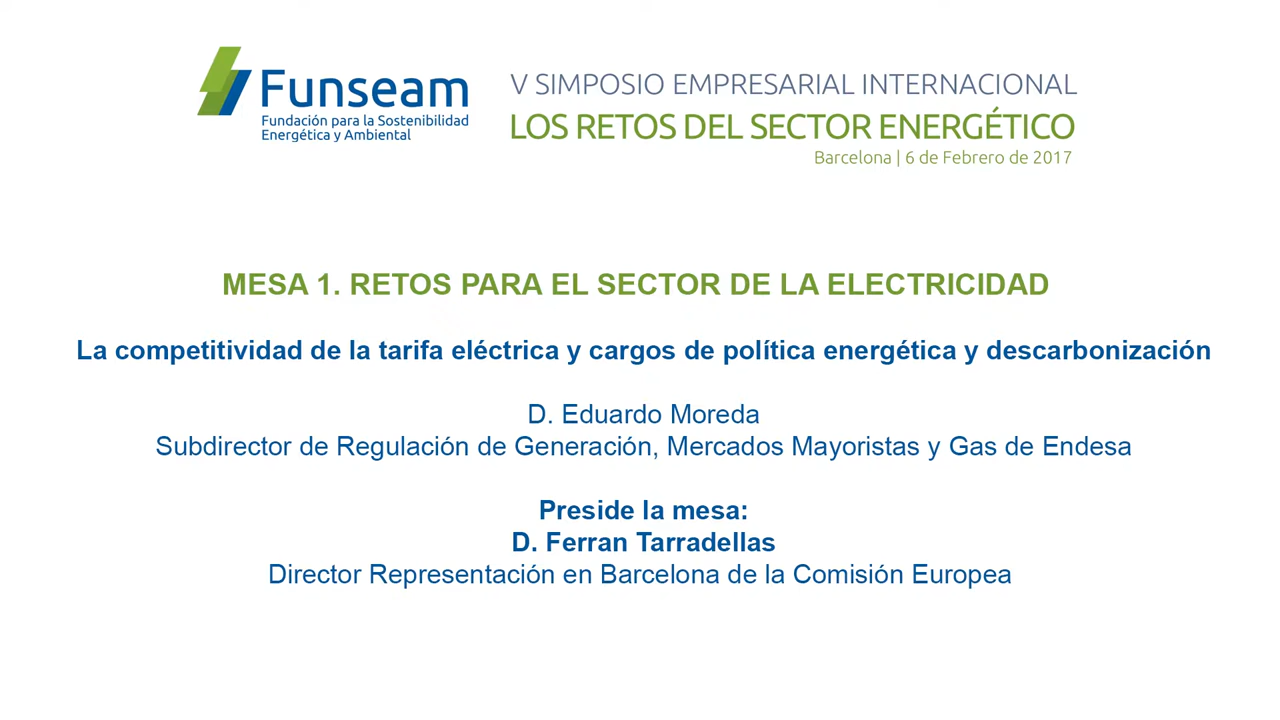 Funseam
Fundación para la Sostenibilidad
Energética y Ambiental
V SIMPOSIO EMPRESARIAL INTERNACIONAL
LOS RETOS DEL SECTOR ENERGÉTICO
Barcelona | 6 de Febrero de 2017
MESA 1. RETOS PARA EL SECTOR DE LA ELECTRICIDAD
La competitividad de la tarifa eléctrica y cargos de política energética y descarbonización
D. Eduardo Moreda
Subdirector de Regulación de Generación, Mercados Mayoristas y Gas de Endesa
Preside la mesa:
D. Ferran Tarradellas
Director Representación en Barcelona de la Comisión Europea